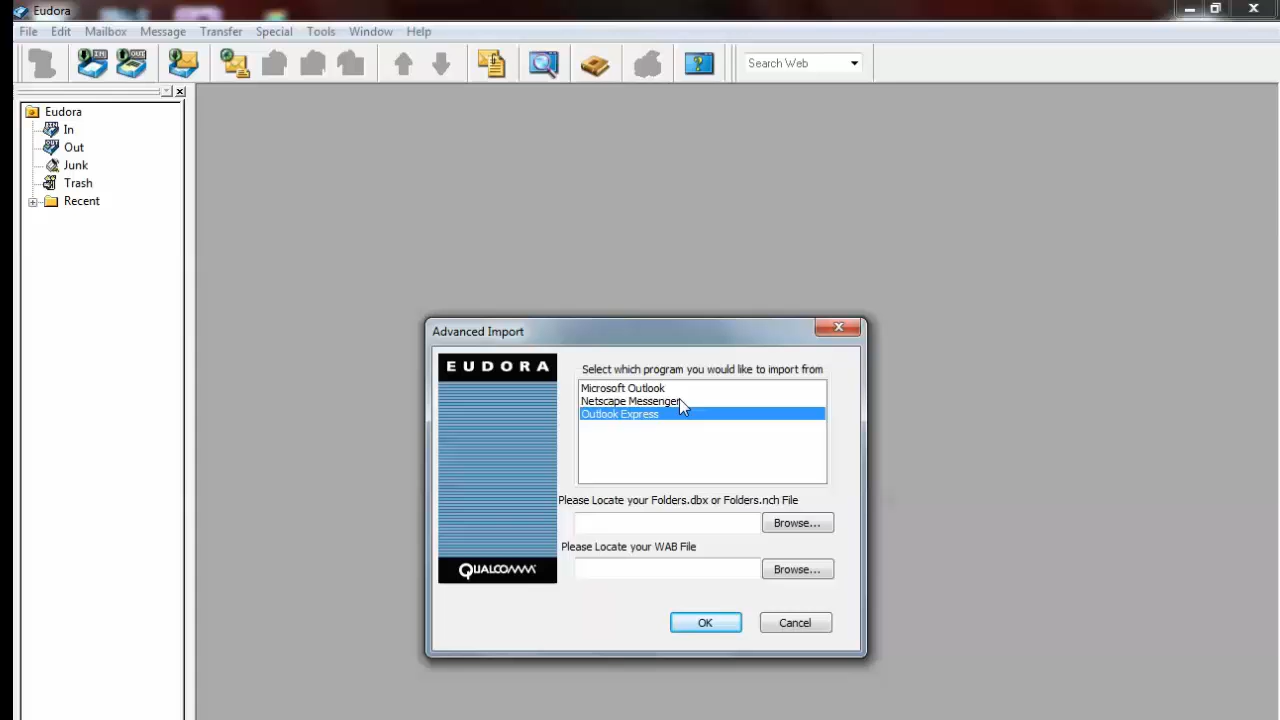 Eudora
File Edit Mailbox Message Transfer Special Tools Window Help
IN OUT Search Web
Eudora
In
Out
Junk
Trash
Recent
Advanced Import
EUDORA
Select which program you would like to import from
Microsoft Outlook
Netscape Messenger
Outlook Express
Please Locate your Folders.dbx or Folders.nch File
Browse...
Please Locate your WAB File
QUALCOMM
Browse...
OK Cancel